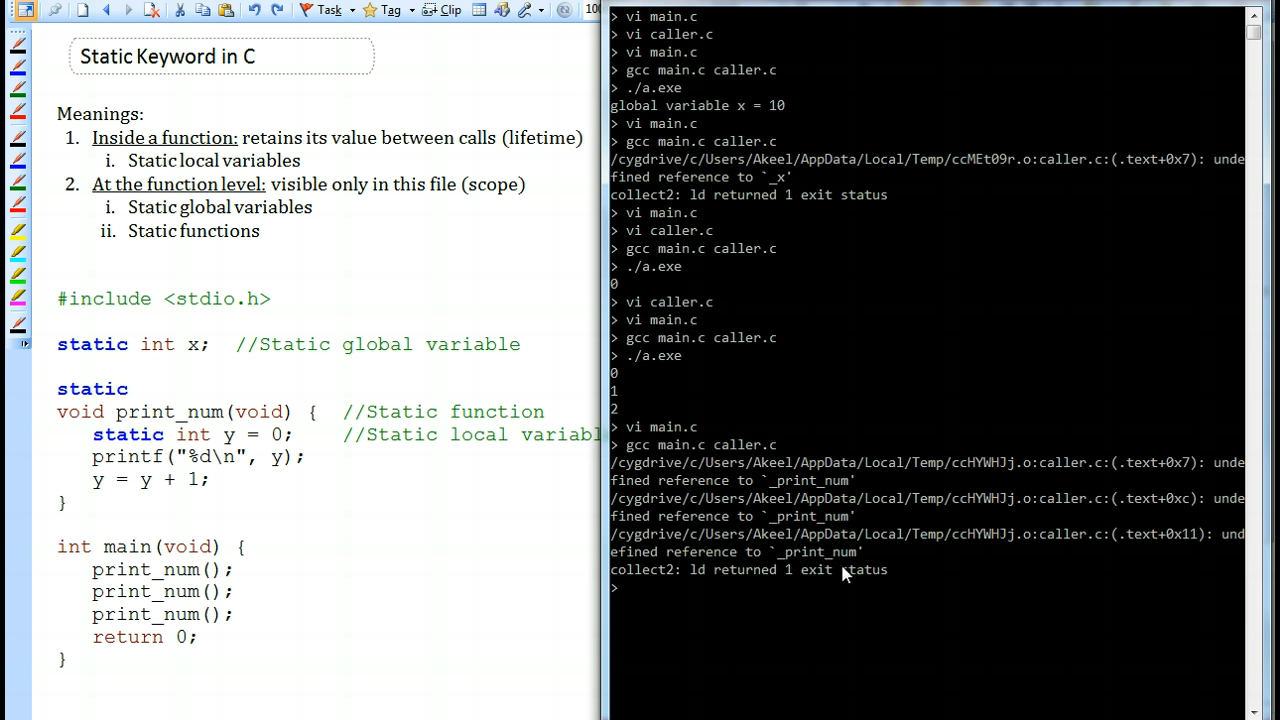 Task
Tag
Clip
100
Static Keyword in C
Meanings:
1. Inside a function: retains its value between calls (lifetime)
i. Static local variables
2. At the function level: visible only in this file (scope)
i. Static global variables
ii. Static functions
#include <stdio.h>
static int x; //Static global variable
static
void print_num(void) { //Static function
static int y = 0; //Static local variabl
printf("%d\n", y);
y = y + 1;
}
int main(void) {
print_num();
print_num();
print_num();
return 0;
}
> vi main.c
> vi caller.c
> vi main.c
> gcc main.c caller.c
> ./a.exe
global variable x = 10
> vi main.c
> gcc main.c caller.c
/cygdrive/c/Users/Akeel/AppData/Local/Temp/ccMEt09r.o:caller.c:(.text+0x7): unde
fined reference to `_x'
collect2: ld returned 1 exit status
> vi main.c
> vi caller.c
> gcc main.c caller.c
> ./a.exe
0
> vi caller.c
> vi main.c
> gcc main.c caller.c
> ./a.exe
0
1
2
> vi main.c
> gcc main.c caller.c
/cygdrive/c/Users/Akeel/AppData/Local/Temp/ccHYWHJj.o:caller.c:(.text+0x7): unde
fined reference to `_print_num'
/cygdrive/c/Users/Akeel/AppData/Local/Temp/ccHYWHJj.o:caller.c:(.text+0xc): unde
fined reference to `_print_num'
/cygdrive/c/Users/Akeel/AppData/Local/Temp/ccHYWHJj.o:caller.c:(.text+0x11): und
efined reference to `_print_num'
collect2: ld returned 1 exit status
>